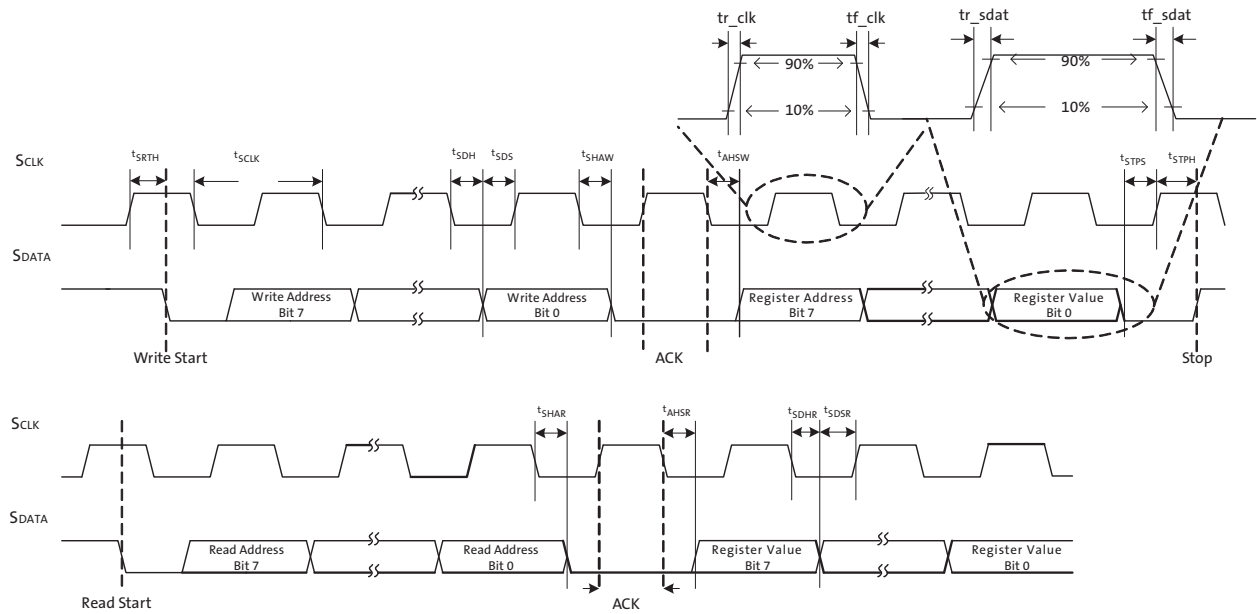 tr_clk tf_clk tr_sdat tf_sdat
90% 90%
10% 10%
SCLK tSRTH tSCLK tSDH tSDS tSHAW tAHSW tSTPS tSTPH
SDATA
Write Address Write Address Register Address Register Value
Bit 7 Bit 0 Bit 7 Bit 0
Write Start ACK Stop
SCLK tSHAR tAHSR tSDHR tSDSR
SDATA
Read Address Read Address Register Value Register Value
Bit 7 Bit 0 Bit 7 Bit 0
Read Start ACK